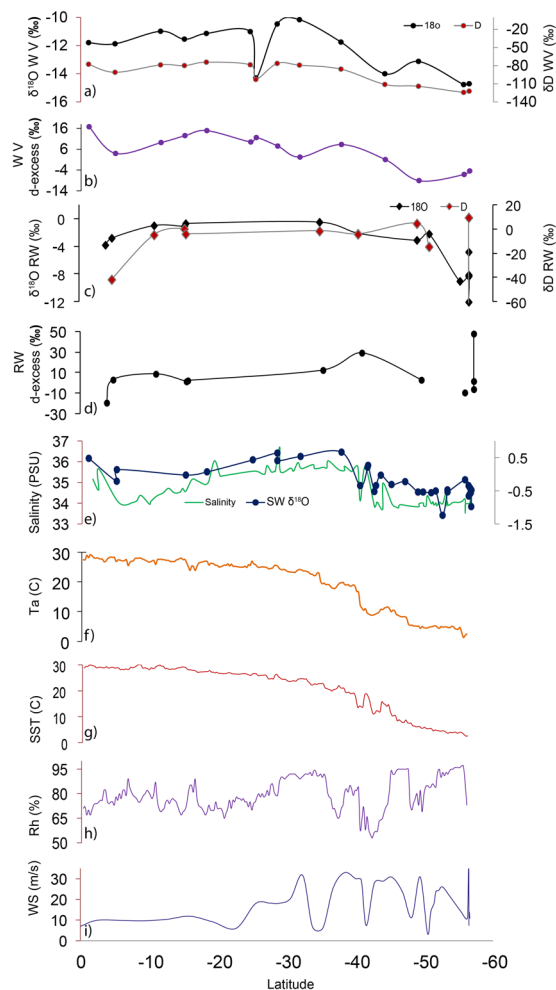 -10
-11
-12
-14
-16
δ¹⁸O W V (‰)
a)
18o D
-20
-50
-80
-110
-140
δD WV (‰)
16
6
-4
-14
W V
d-excess (‰)
b)
0
-4
-8
-12
δ¹⁸O RW (‰)
c)
18O D
20
0
-20
-40
-60
δD RW (‰)
50
30
10
-10
-30
RW
d-excess (‰)
d)
37
36
35
34
33
Salinity (PSU)
e)
Salinity SW δ¹⁸O
0.5
-0.5
-1.5
30
20
10
0
Ta (C)
f)
30
20
10
0
SST (C)
g)
95
80
65
50
Rh (%)
h)
30
20
10
0
WS (m/s)
i)
0 -10 -20 -30 -40 -50 -60
Latitude